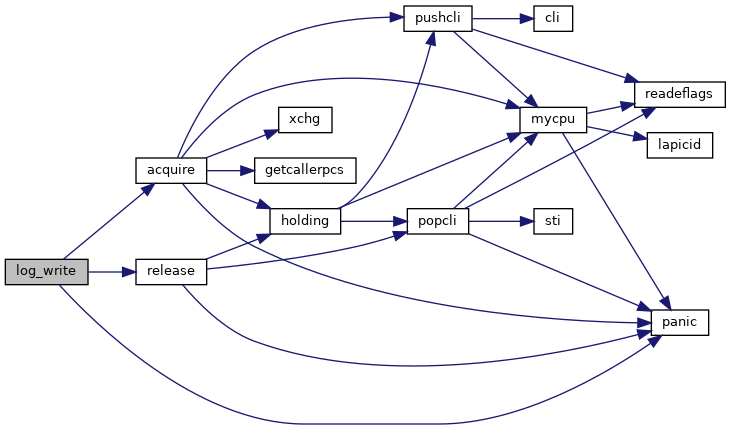 pushcli
cli
readeflags
xchg
mycpu
lapicid
acquire
getcallerpcs
holding
popcli
sti
log_write
release
panic